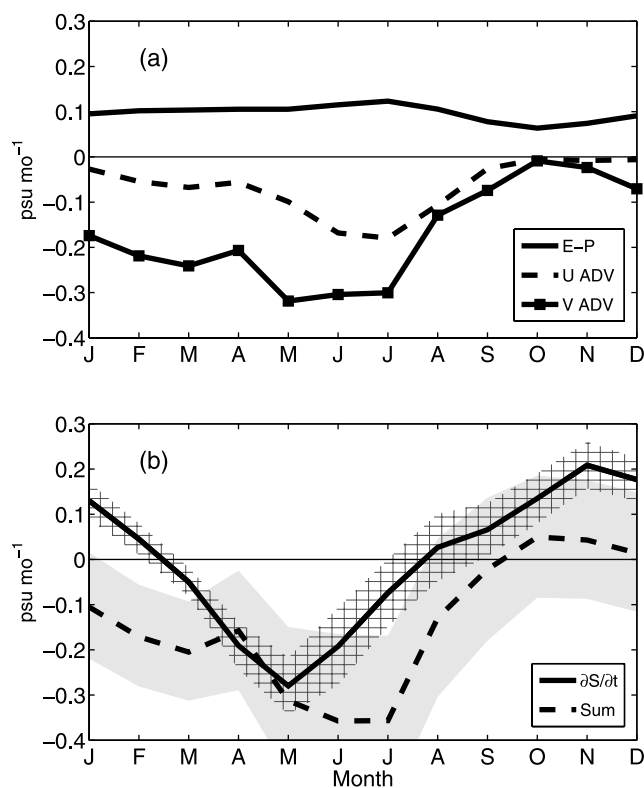 0.3
(a)
0.2
0.1
0
−0.1
−0.2
−0.3
−0.4
psu mo⁻¹
E−P
U ADV
V ADV
J F M A M J J A S O N D
0.3
(b)
0.2
0.1
0
−0.1
−0.2
−0.3
−0.4
psu mo⁻¹
∂S/∂t
Sum
J F M A M J J A S O N D
Month